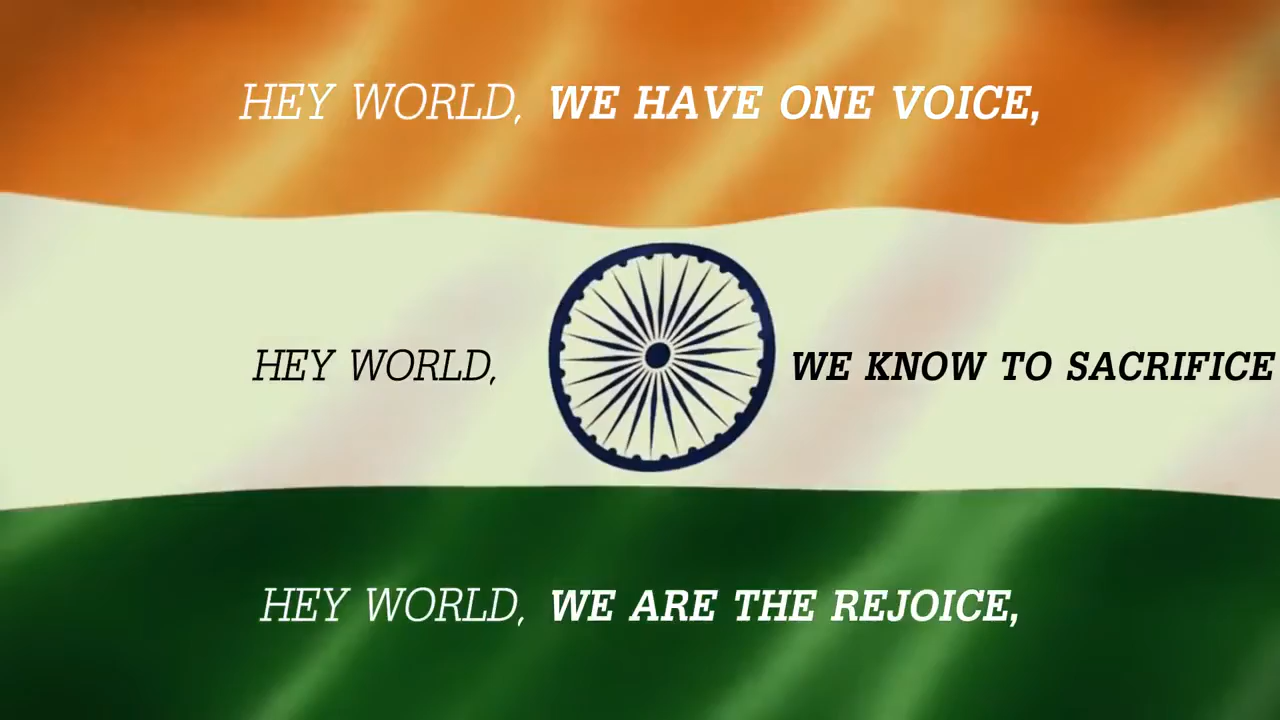 HEY WORLD, WE HAVE ONE VOICE,
HEY WORLD, WE KNOW TO SACRIFICE
HEY WORLD, WE ARE THE REJOICE,